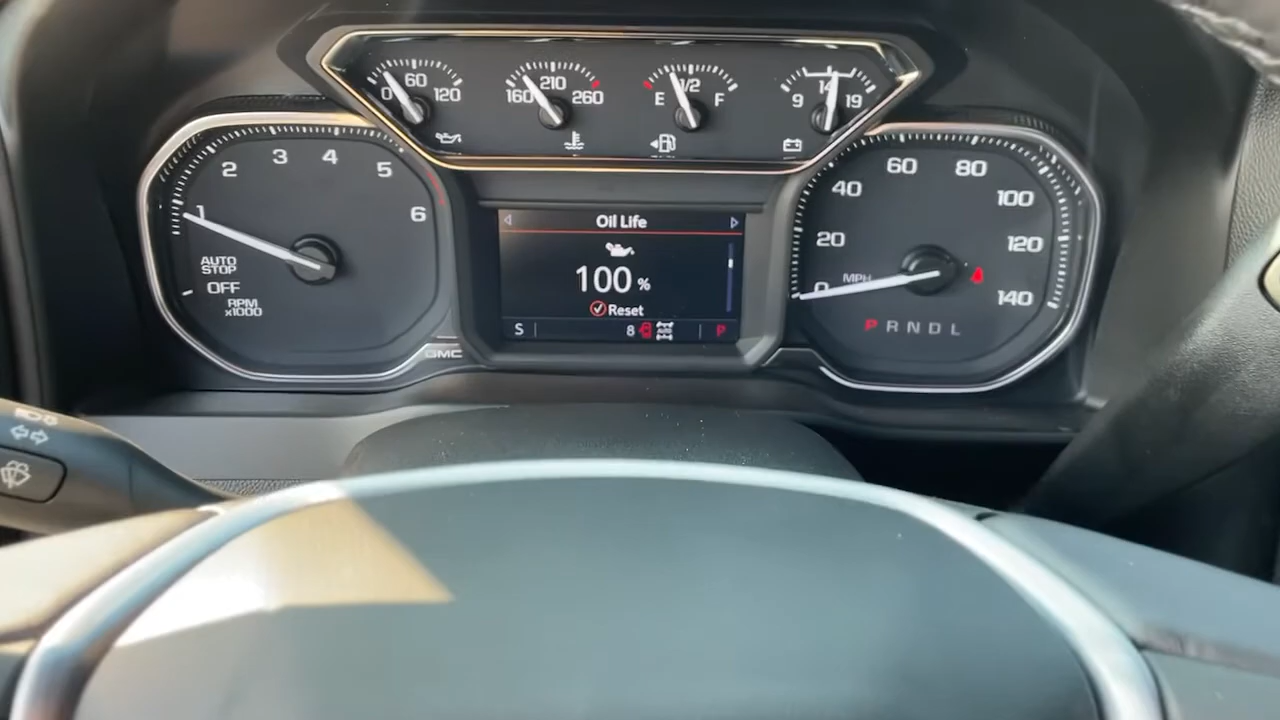 0 60 120
160 210 260
E 1/2 F
9 14 19
1 2 3 4 5 6
AUTO
STOP
OFF
RPM
x1000
Oil Life
100 %
Reset
S 8 AUTO P
GMC
0 20 40 60 80 100 120 140
MPH
P R N D L